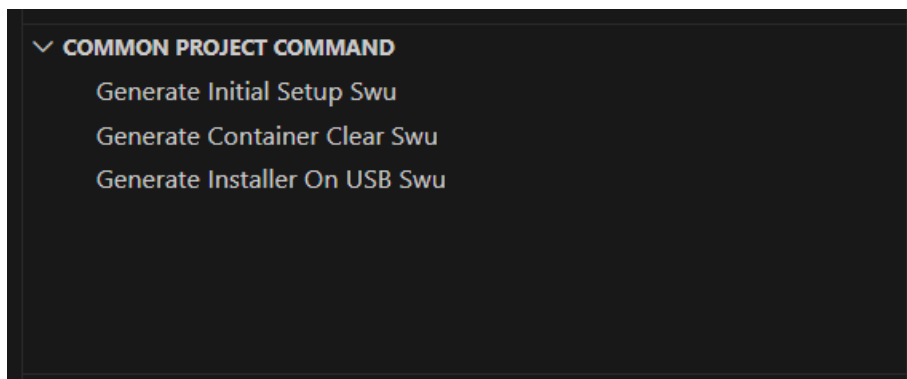 COMMON PROJECT COMMAND
Generate Initial Setup Swu
Generate Container Clear Swu
Generate Installer On USB Swu